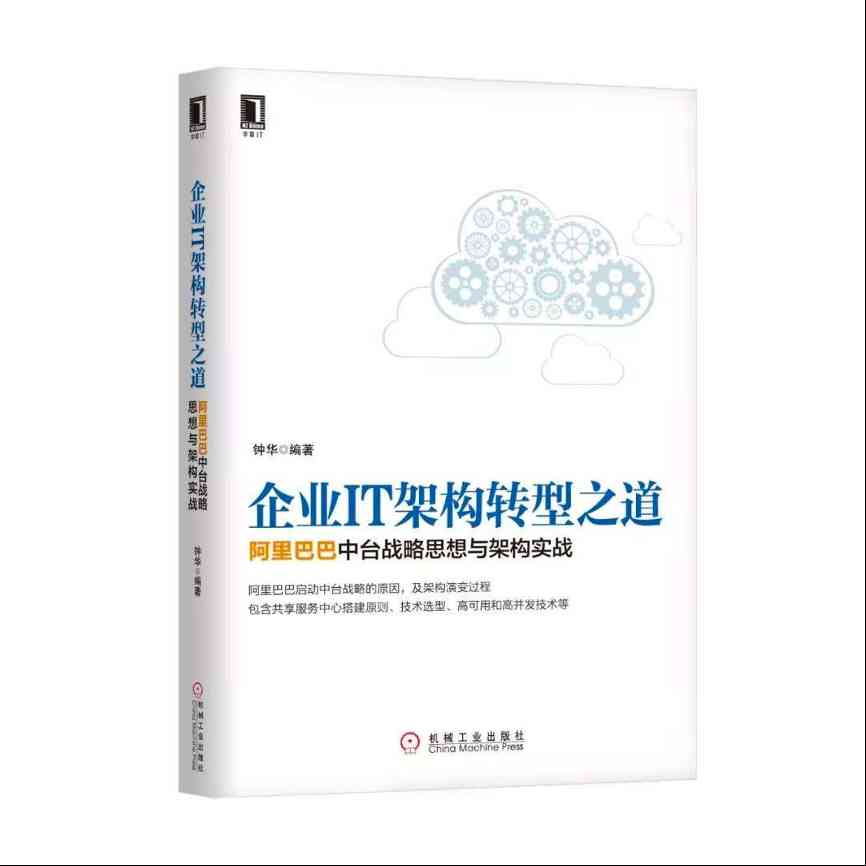 华章IT
华章IT
企业IT架构转型之道
阿里巴巴中台战略
思想与架构实战
钟华◎编著
机械工业出版社
China Machine Press
钟华◎编著
企业IT架构转型之道
阿里巴巴中台战略思想与架构实战
阿里巴巴启动中台战略的原因，及架构演变过程
包含共享服务中心搭建原则、技术选型、高可用和高并发技术等
机械工业出版社
China Machine Press